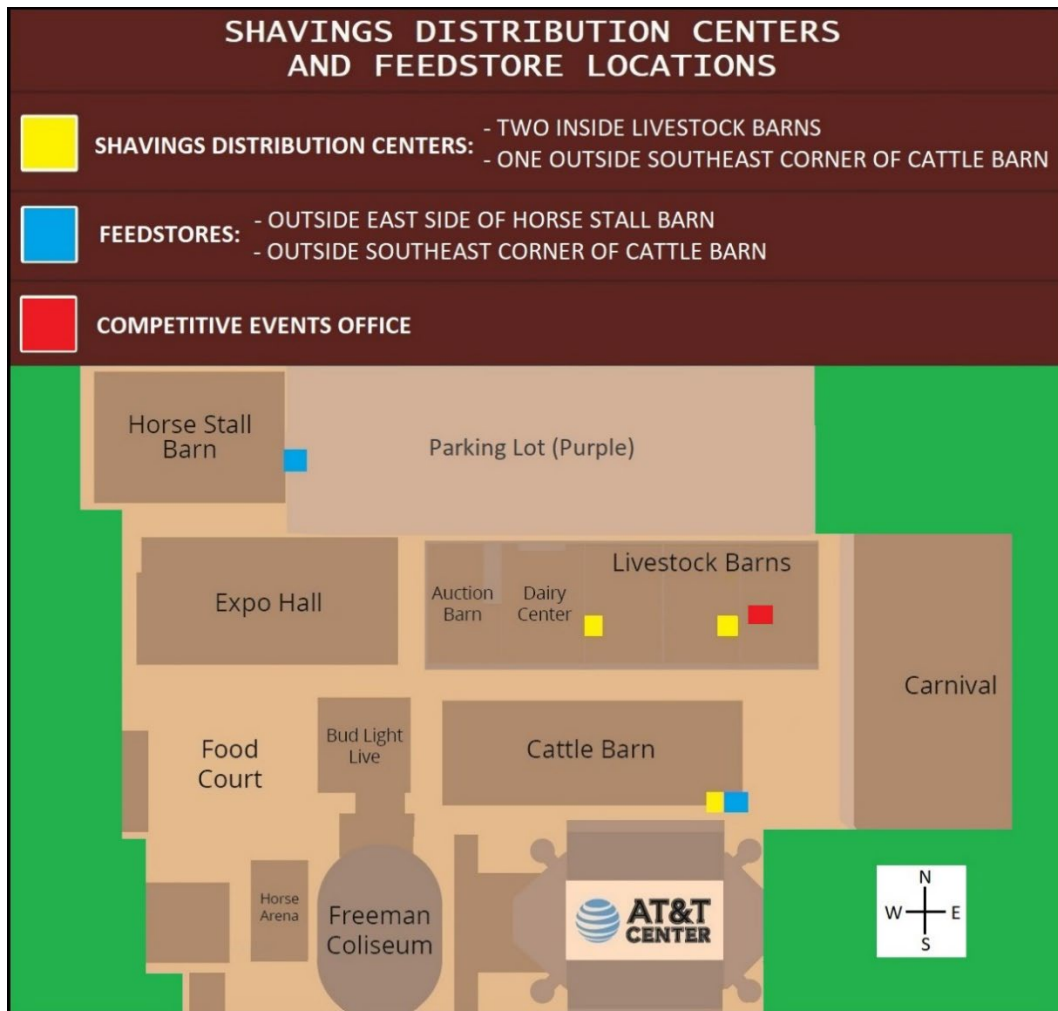 SHAVINGS DISTRIBUTION CENTERS
AND FEEDSTORE LOCATIONS
SHAVINGS DISTRIBUTION CENTERS:
- TWO INSIDE LIVESTOCK BARNS
- ONE OUTSIDE SOUTHEAST CORNER OF CATTLE BARN
FEEDSTORES:
- OUTSIDE EAST SIDE OF HORSE STALL BARN
- OUTSIDE SOUTHEAST CORNER OF CATTLE BARN
COMPETITIVE EVENTS OFFICE
Horse Stall
Barn
Parking Lot (Purple)
Expo Hall
Auction
Barn
Dairy
Center
Livestock Barns
Carnival
Food
Court
Bud Light
Live
Cattle Barn
Horse
Arena
Freeman
Coliseum
AT&T
CENTER
N
W
E
S